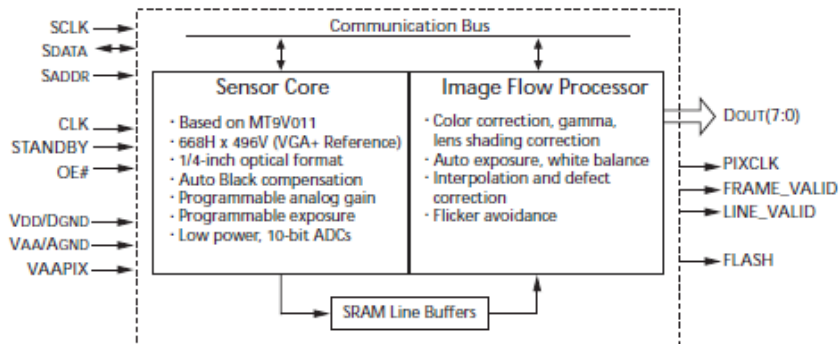 SCLK
SDATA
SADDR
CLK
STANDBY
OE#
VDD/DGND
VAA/AGND
VAAPIX
Communication Bus
Sensor Core
· Based on MT9V011
· 668H x 496V (VGA+ Reference)
· 1/4-inch optical format
· Auto Black compensation
· Programmable analog gain
· Programmable exposure
· Low power, 10-bit ADCs
Image Flow Processor
· Color correction, gamma,
lens shading correction
· Auto exposure, white balance
· Interpolation and defect
correction
· Flicker avoidance
SRAM Line Buffers
DOUT(7:0)
PIXCLK
FRAME_VALID
LINE_VALID
FLASH